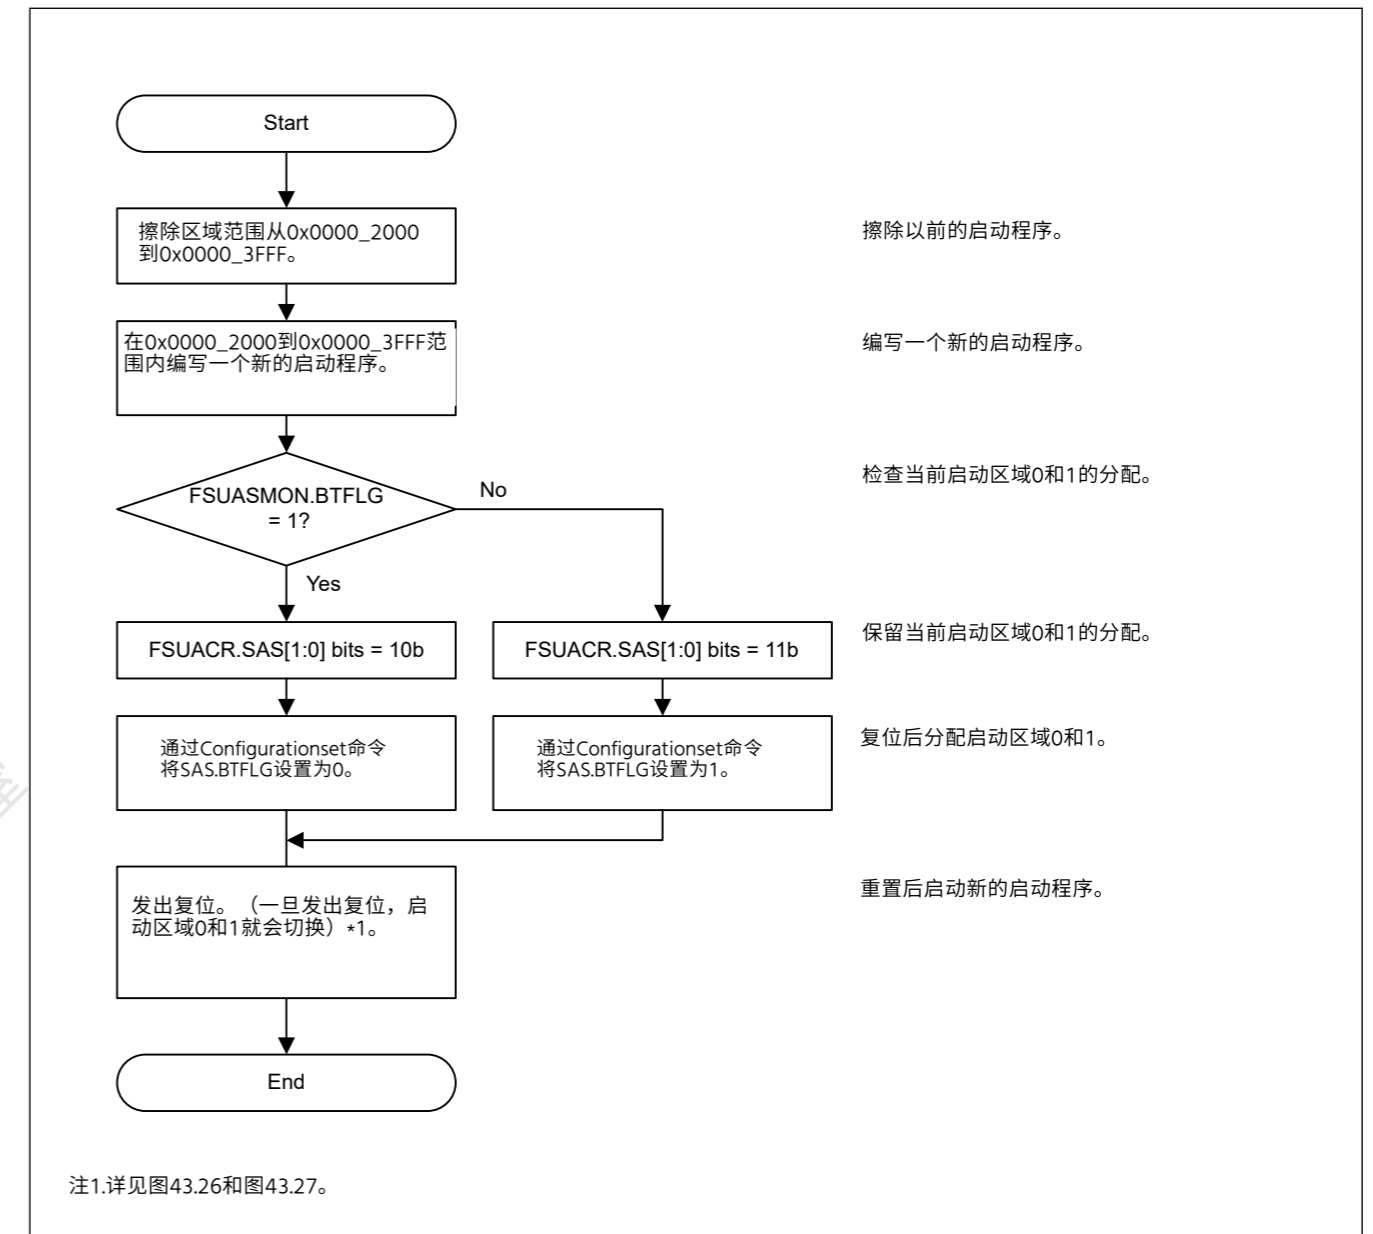 Start
擦除区域范围从0x0000_2000
到0x0000_3FFF。
擦除以前的启动程序。
在0x0000_2000到0x0000_3FFF范
围内编写一个新的启动程序。
编写一个新的启动程序。
FSUASMON.BTFLG
= 1?
No
Yes
检查当前启动区域0和1的分配。
FSUACR.SAS[1:0] bits = 10b
FSUACR.SAS[1:0] bits = 11b
保留当前启动区域0和1的分配。
通过Configurationset命令
将SAS.BTFLG设置为0。
通过Configurationset命令
将SAS.BTFLG设置为1。
复位后分配启动区域0和1。
发出复位。（一旦发出复位，启
动区域0和1就会切换）*1。
重置后启动新的启动程序。
End
注1.详见图43.26和图43.27。